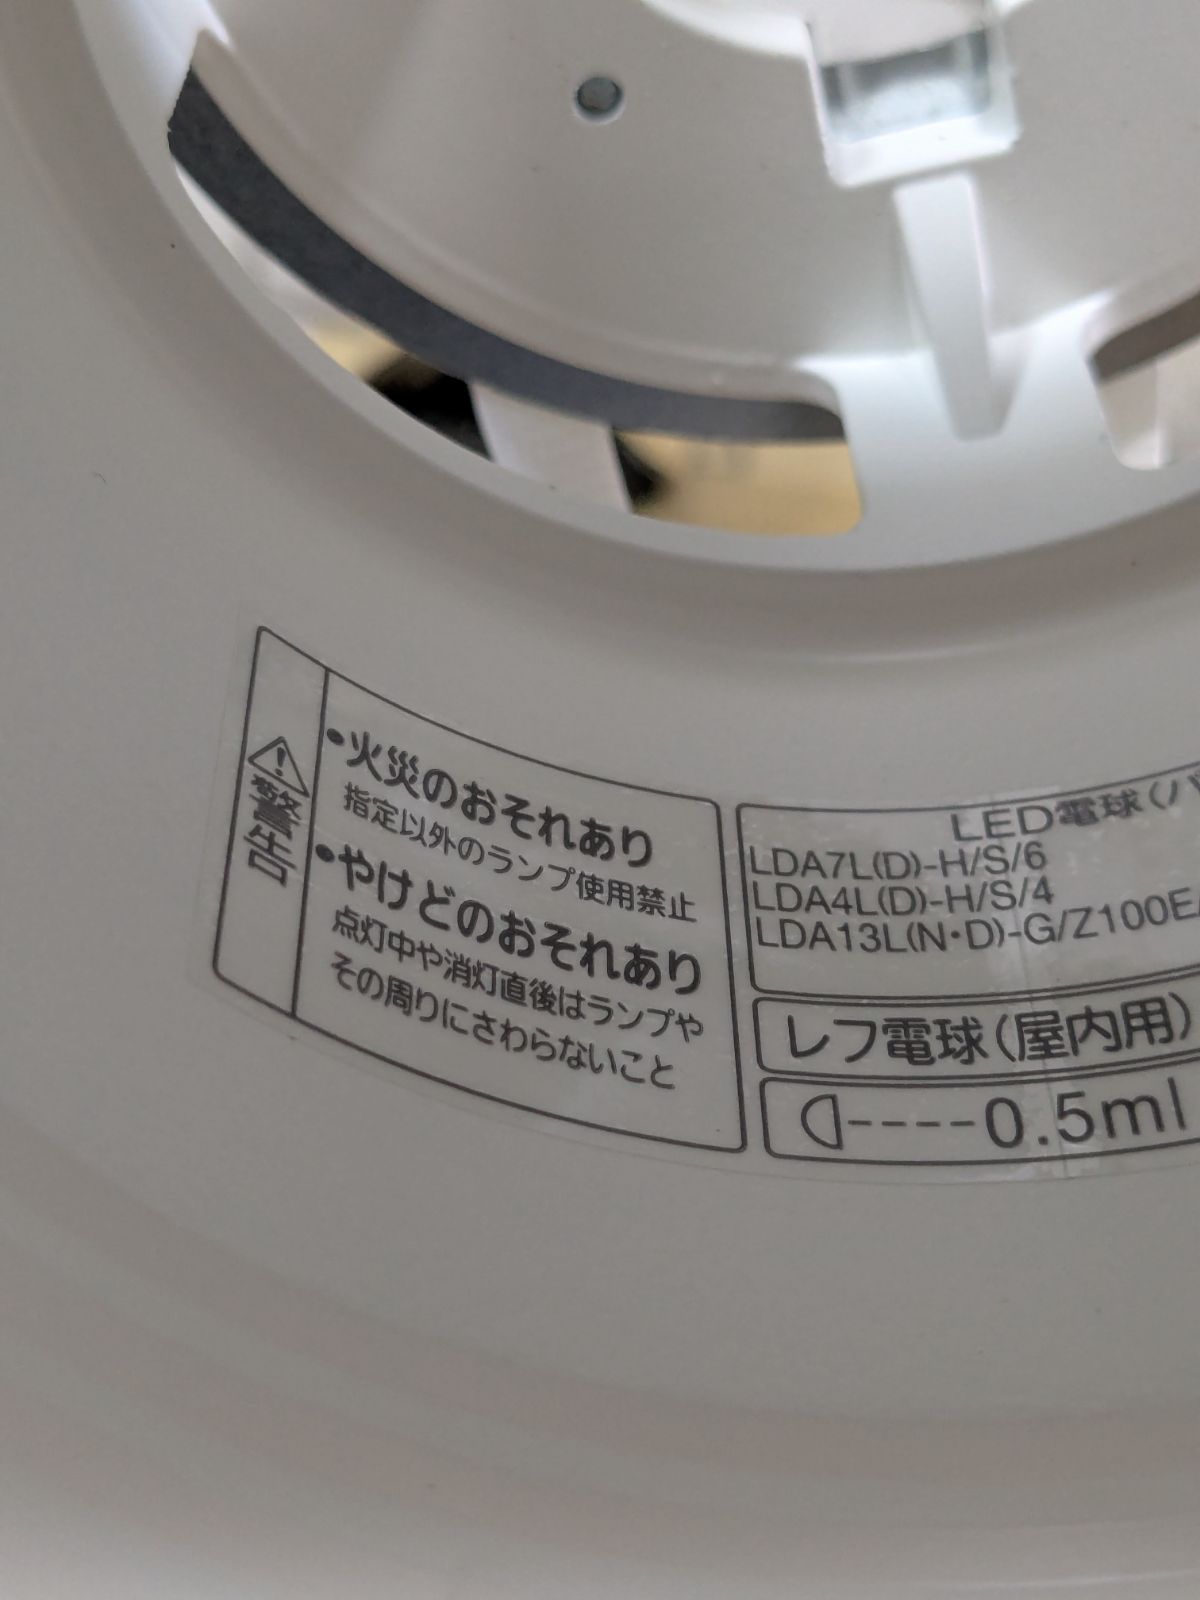 ⚠警告
•火災のおそれあり
指定以外のランプ使用禁止
•やけどのおそれあり
点灯中や消灯直後はランプや
その周りにさわらないこと
LED電球(パ
LDA7L(D)-H/S/6
LDA4L(D)-H/S/4
LDA13L(N・D)-G/Z100E/
レフ電球(屋内用)
0.5m